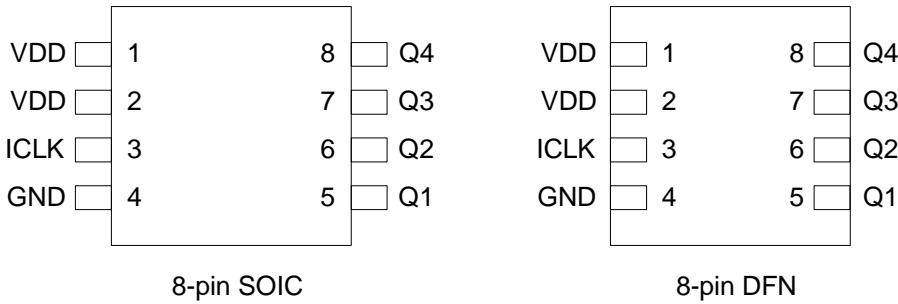 VDD 1 8 Q4 VDD 1 8 Q4
VDD 2 7 Q3 VDD 2 7 Q3
ICLK 3 6 Q2 ICLK 3 6 Q2
GND 4 5 Q1 GND 4 5 Q1
8-pin SOIC 8-pin DFN